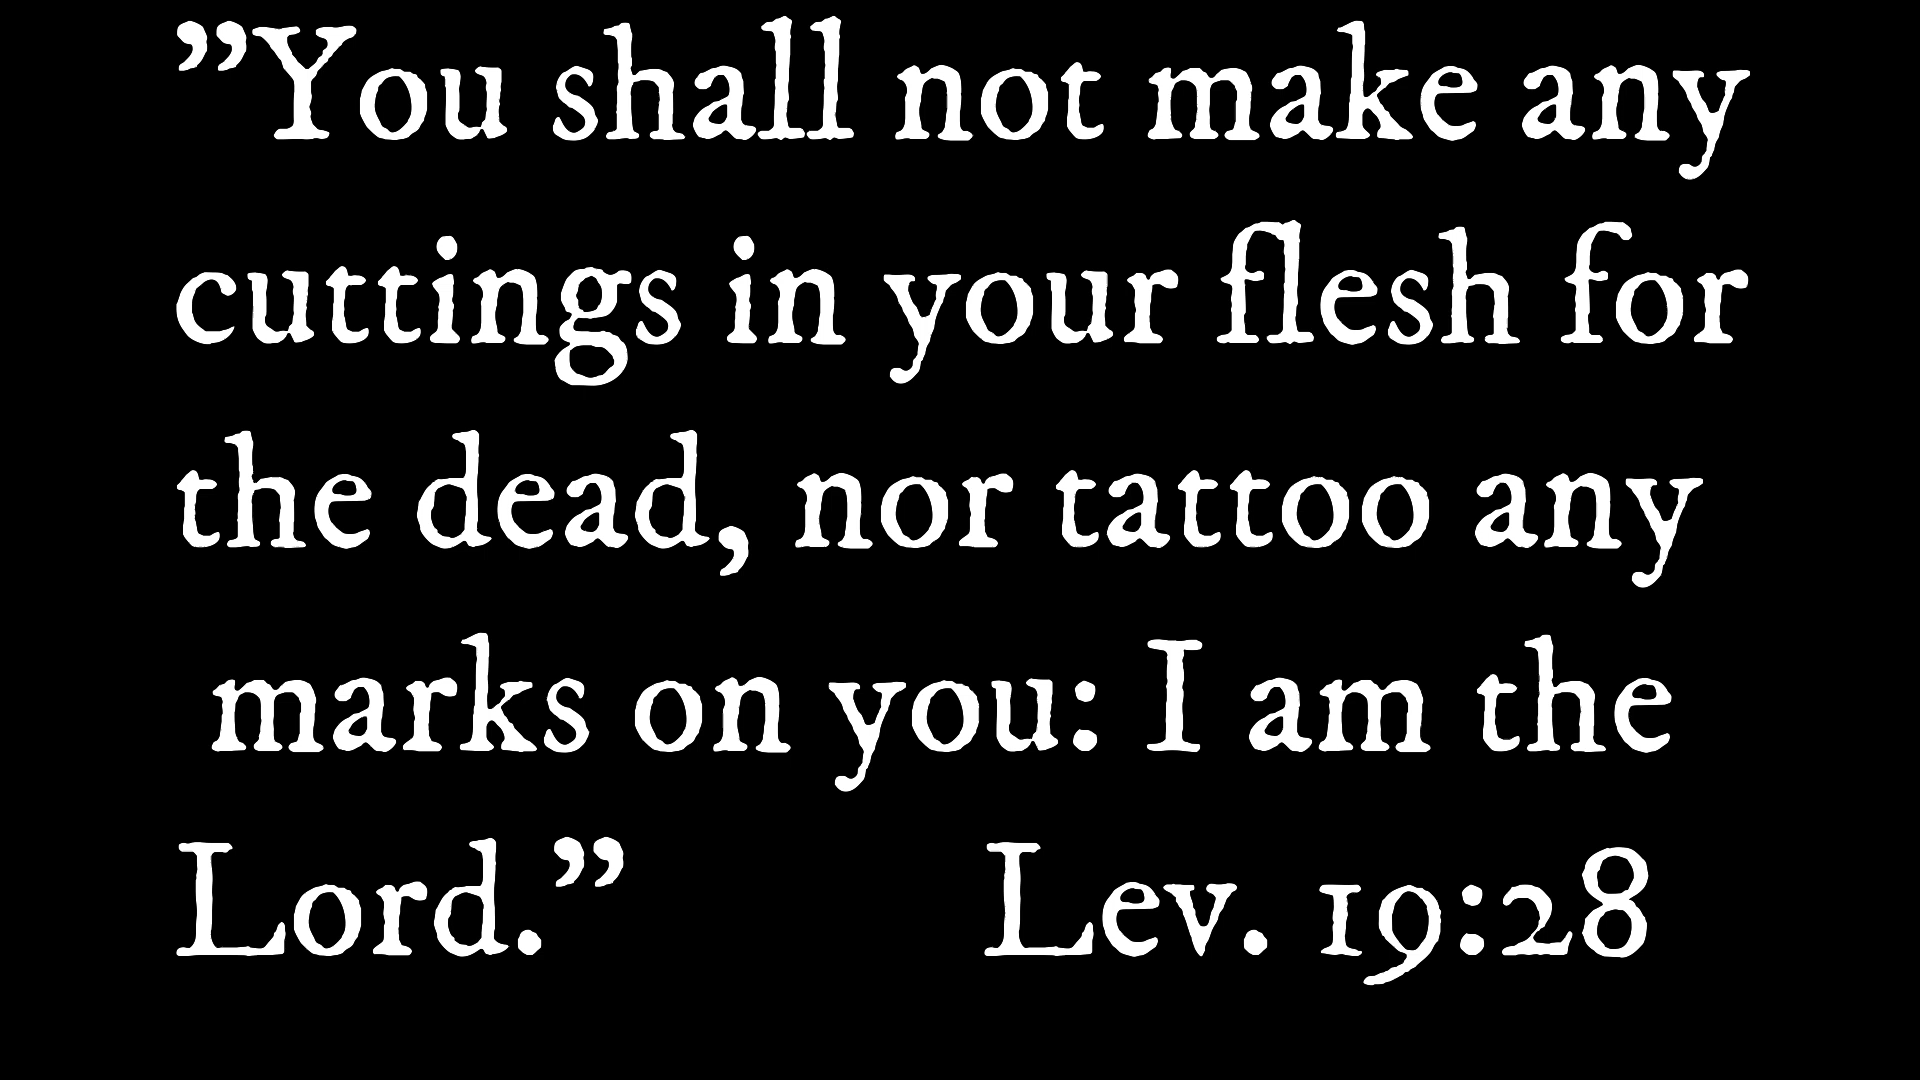 ”You shall not make any
cuttings in your flesh for
the dead, nor tattoo any
marks on you: I am the
Lord.” Lev. 19:28